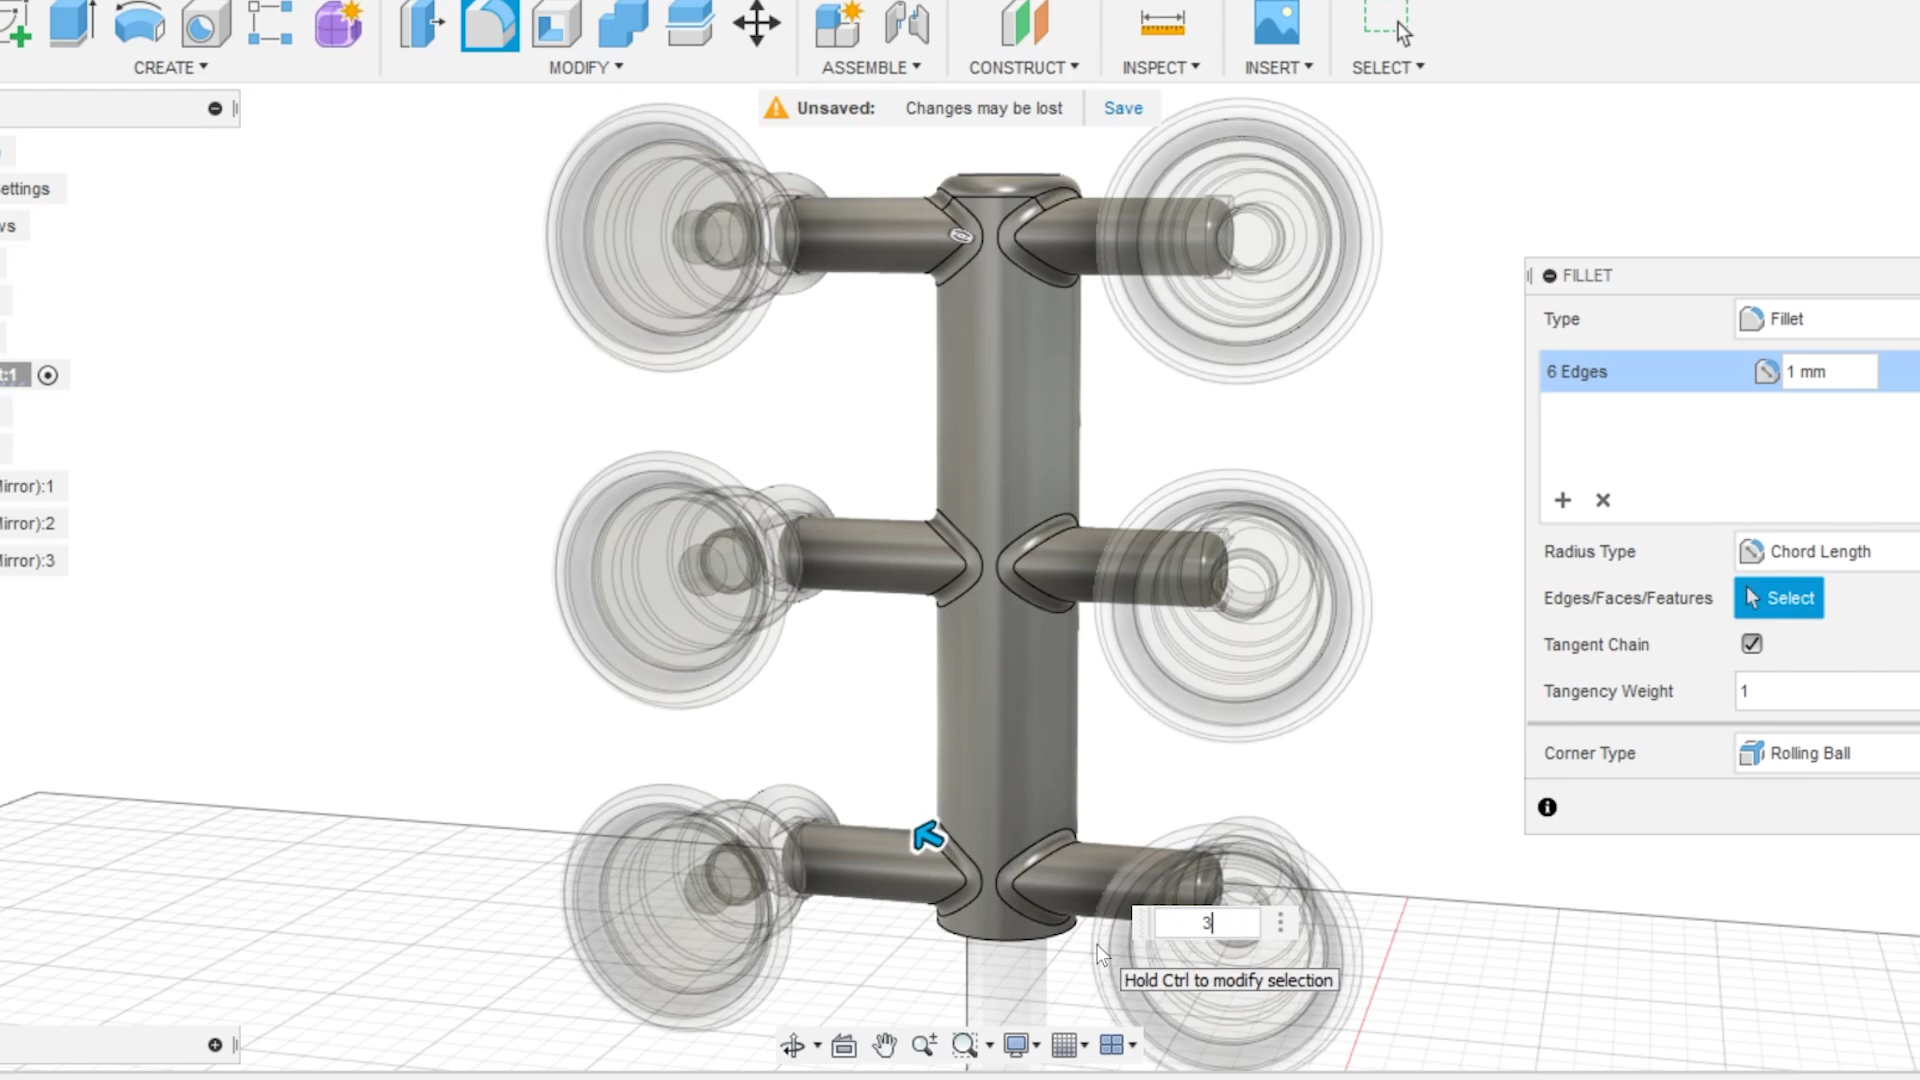 CREATE
MODIFY
ASSEMBLE
CONSTRUCT
INSPECT
INSERT
SELECT
Unsaved: Changes may be lost Save
ettings
:1
irror):1
irror):2
irror):3
FILLET
Type Fillet
6 Edges 1 mm
Radius Type Chord Length
Edges/Faces/Features Select
Tangent Chain
Tangency Weight 1
Corner Type Rolling Ball
3
Hold Ctrl to modify selection